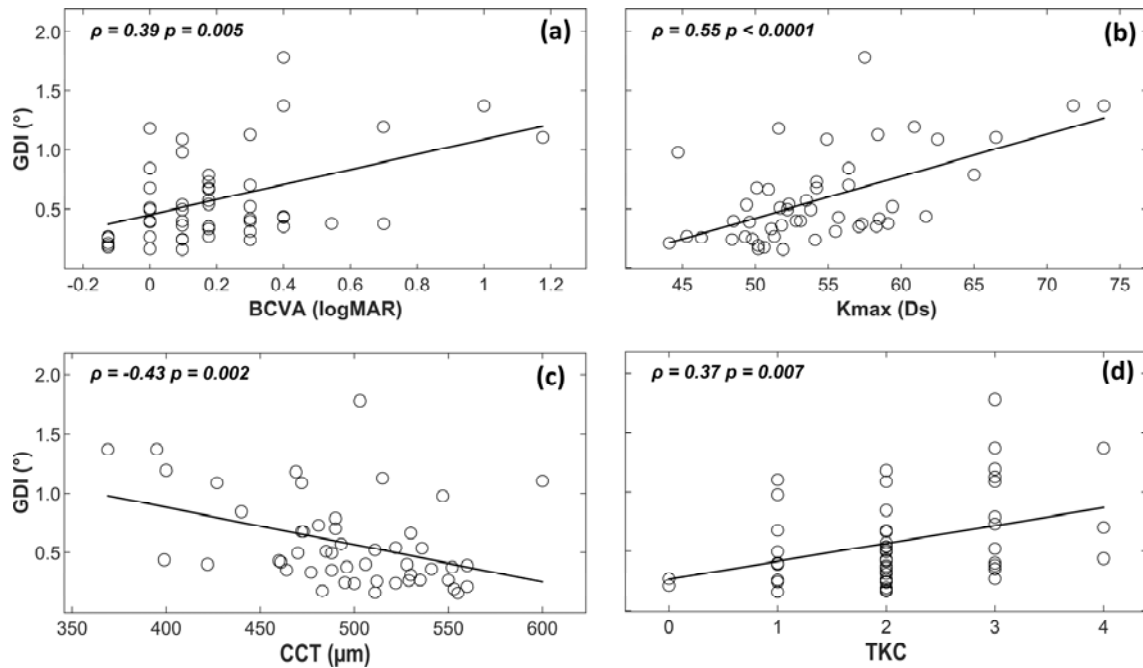 ρ = 0.39 p = 0.005
(a)
2.0
1.5
1.0
0.5
0
GDI (°)
-0.2 0 0.2 0.4 0.6 0.8 1 1.2
BCVA (logMAR)
ρ = 0.55 p < 0.0001
(b)
45 50 55 60 65 70 75
Kmax (Ds)
ρ = -0.43 p = 0.002
(c)
2.0
1.5
1.0
0.5
0
GDI (°)
350 400 450 500 550 600
CCT (µm)
ρ = 0.37 p = 0.007
(d)
0 1 2 3 4
TKC